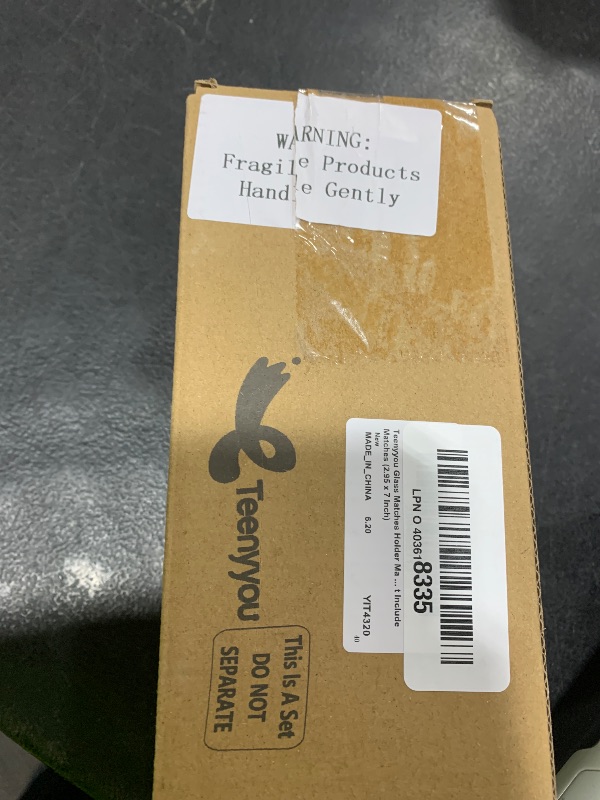 WARNING:
Fragile Products
Handle Gently
Teenyyou
This Is A Set
DO NOT
SEPARATE
Teenyyou Glass Matches Holder Ma ... t Include
Matches (2.95 x 7 Inch)
New
MADE_IN_CHINA 6.20 YIT4320
40
LPN O 403618335